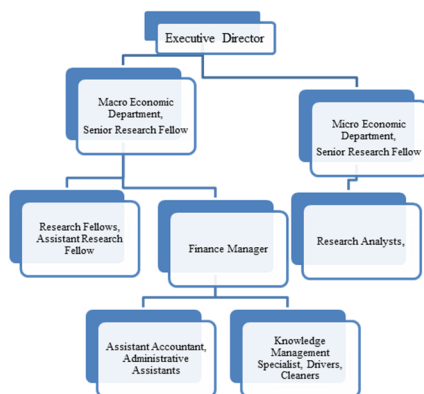 Executive Director
Macro Economic
Department,
Senior Research Fellow
Micro Economic
Department,
Senior Research Fellow
Research Fellows,
Assistant Research
Fellow
Finance Manager
Research Analysts,
Assistant Accountant,
Administrative
Assistants
Knowledge
Management
Specialist, Drivers,
Cleaners